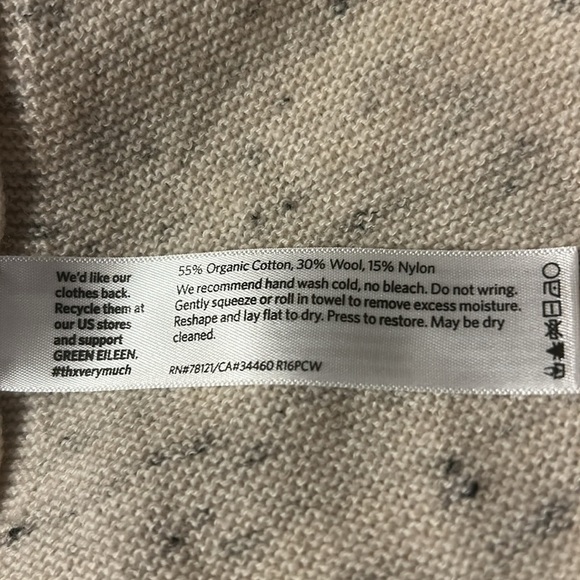 We'd like our
clothes back.
Recycle them at
our US stores
and support
GREEN EILEEN.
#thxverymuch
55% Organic Cotton, 30% Wool, 15% Nylon
We recommend hand wash cold, no bleach. Do not wring.
Gently squeeze or roll in towel to remove excess moisture.
Reshape and lay flat to dry. Press to restore. May be dry
cleaned.
RN#78121/CA#34460 R16PCW